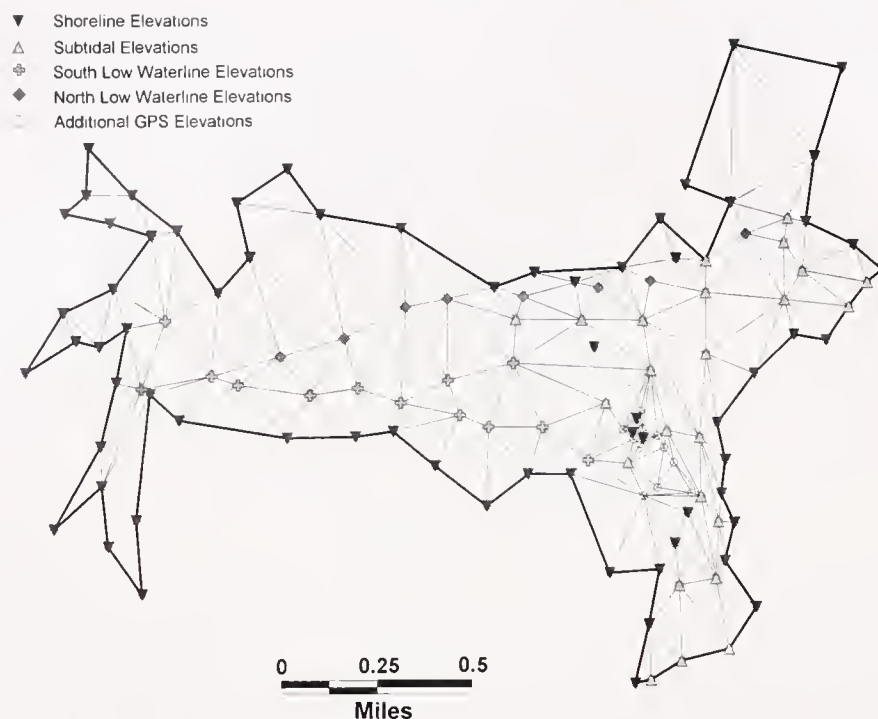 Shoreline Elevations
Subtidal Elevations
South Low Waterline Elevations
North Low Waterline Elevations
Additional GPS Elevations
0 0.25 0.5
Miles